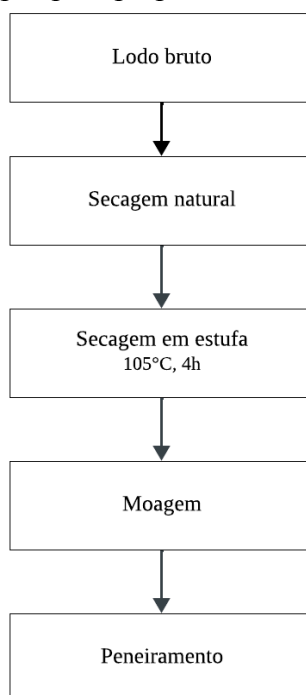 Lodo bruto
Secagem natural
Secagem em estufa
105°C, 4h
Moagem
Peneiramento